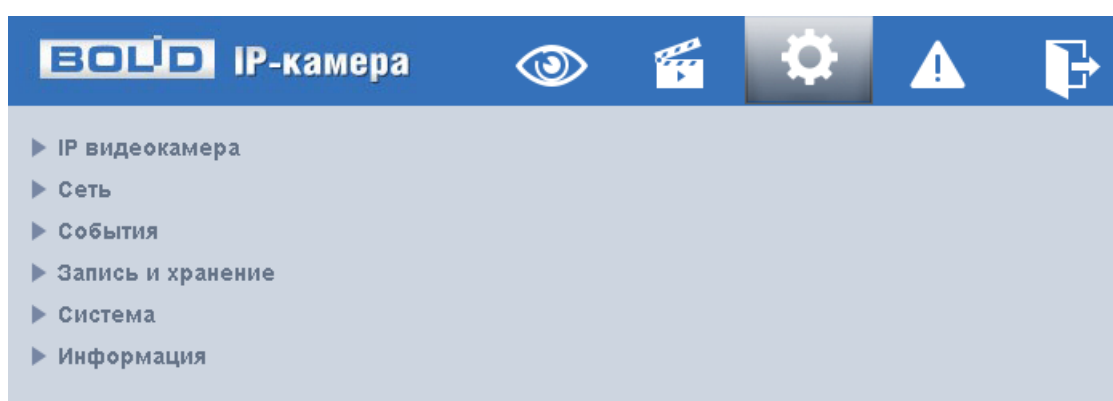 BOLID IP-камера
IP видеокамера
Сеть
События
Запись и хранение
Система
Информация